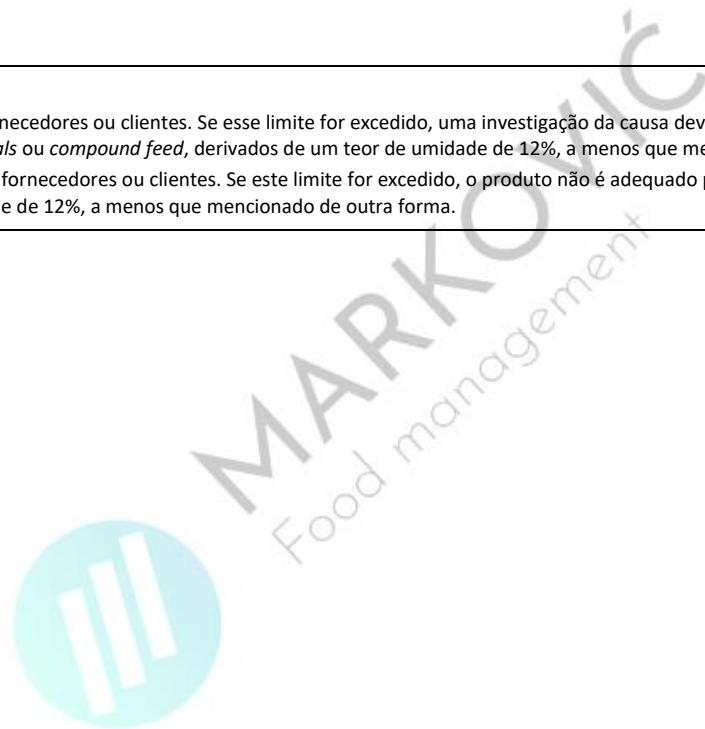 necedores ou clientes. Se esse limite for excedido, uma investigação da causa dev
als ou compound feed, derivados de um teor de umidade de 12%, a menos que me
fornecedores ou clientes. Se este limite for excedido, o produto não é adequado p
e de 12%, a menos que mencionado de outra forma.
MARKOVIĆ
Food management